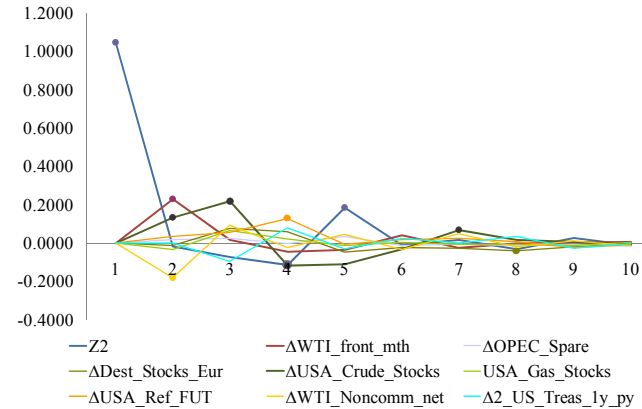 1.2000
1.0000
0.8000
0.6000
0.4000
0.2000
0.0000
-0.2000
-0.4000
1 2 3 4 5 6 7 8 9 10
Z2 ΔWTI_front_mth ΔOPEC_Spare
ΔDest_Stocks_Eur ΔUSA_Crude_Stocks USA_Gas_Stocks
ΔUSA_Ref_FUT ΔWTI_Noncomm_net Δ2_US_Treas_1y_py